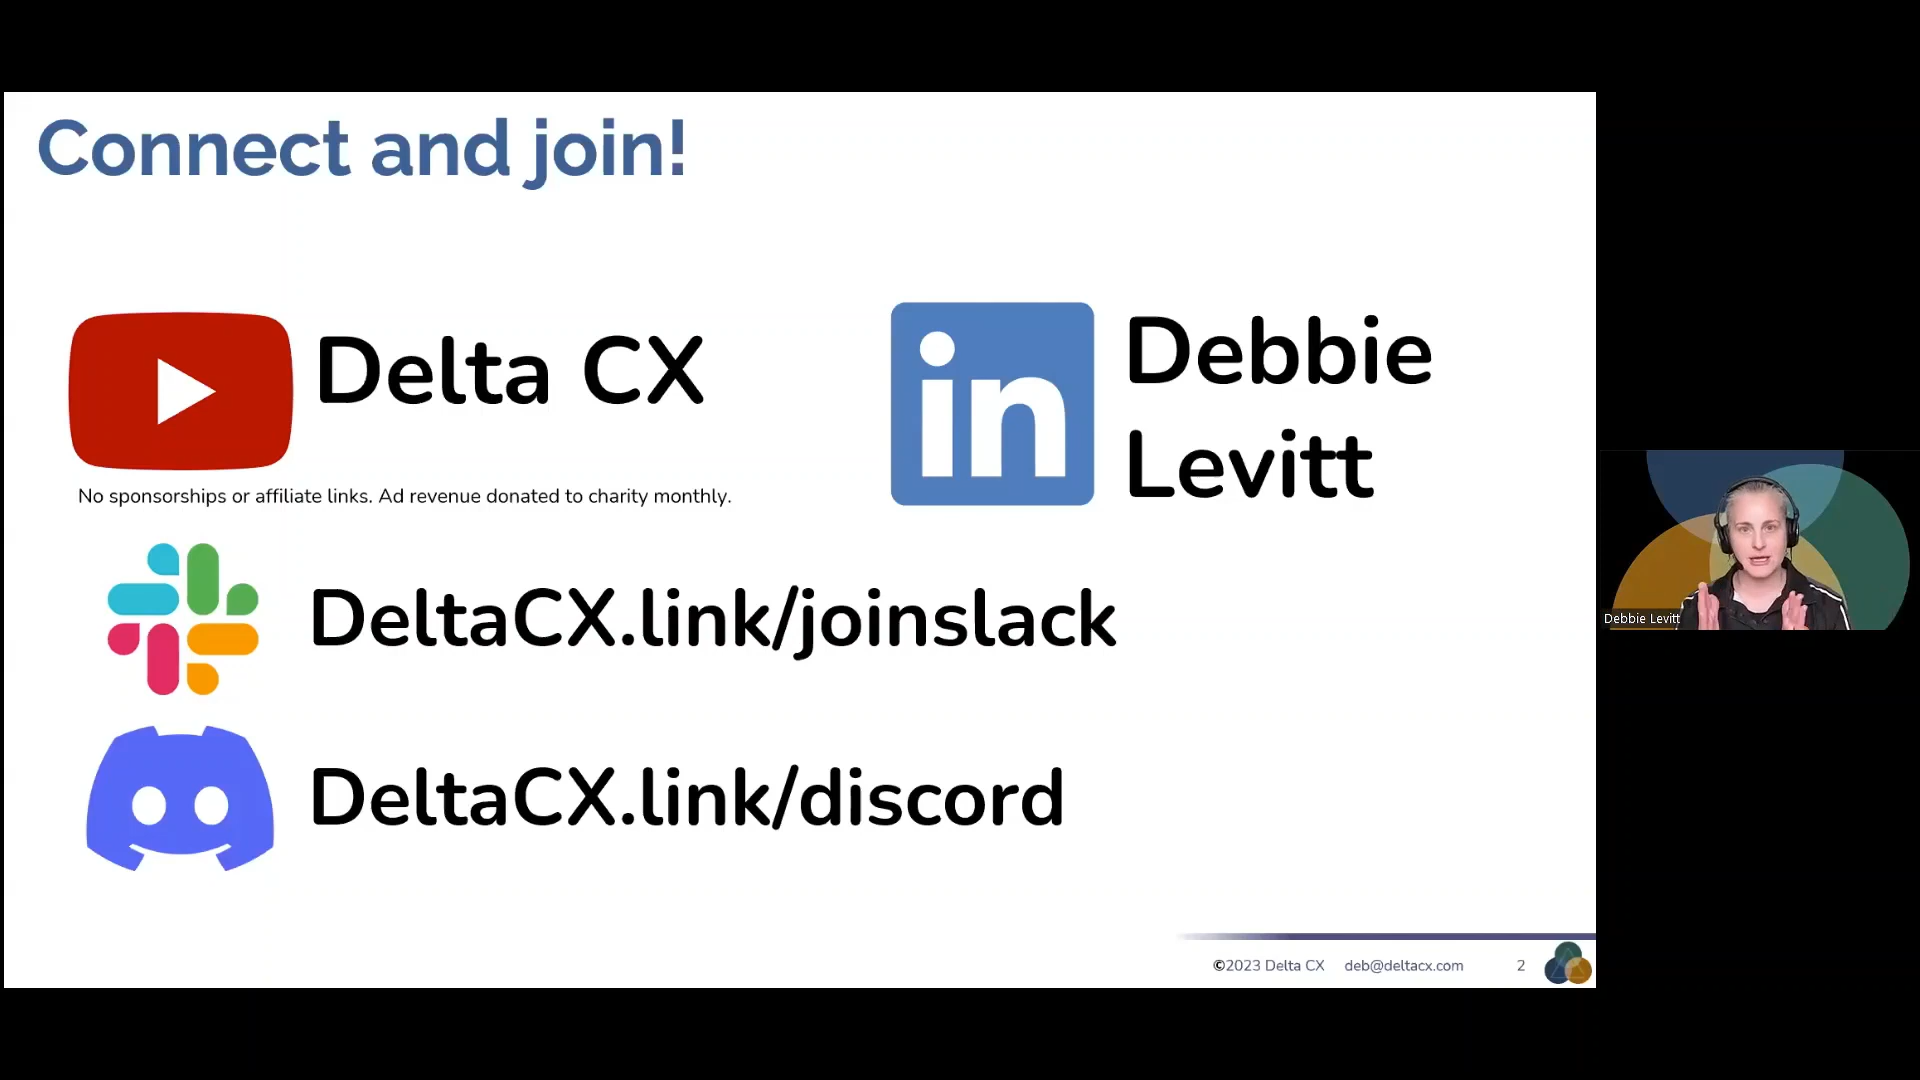 Connect and join!
Delta CX
No sponsorships or affiliate links. Ad revenue donated to charity monthly.
in
Debbie
Levitt
DeltaCX.link/joinslack
DeltaCX.link/discord
©2023 Delta CX deb@deltacx.com 2
Debbie Levitt